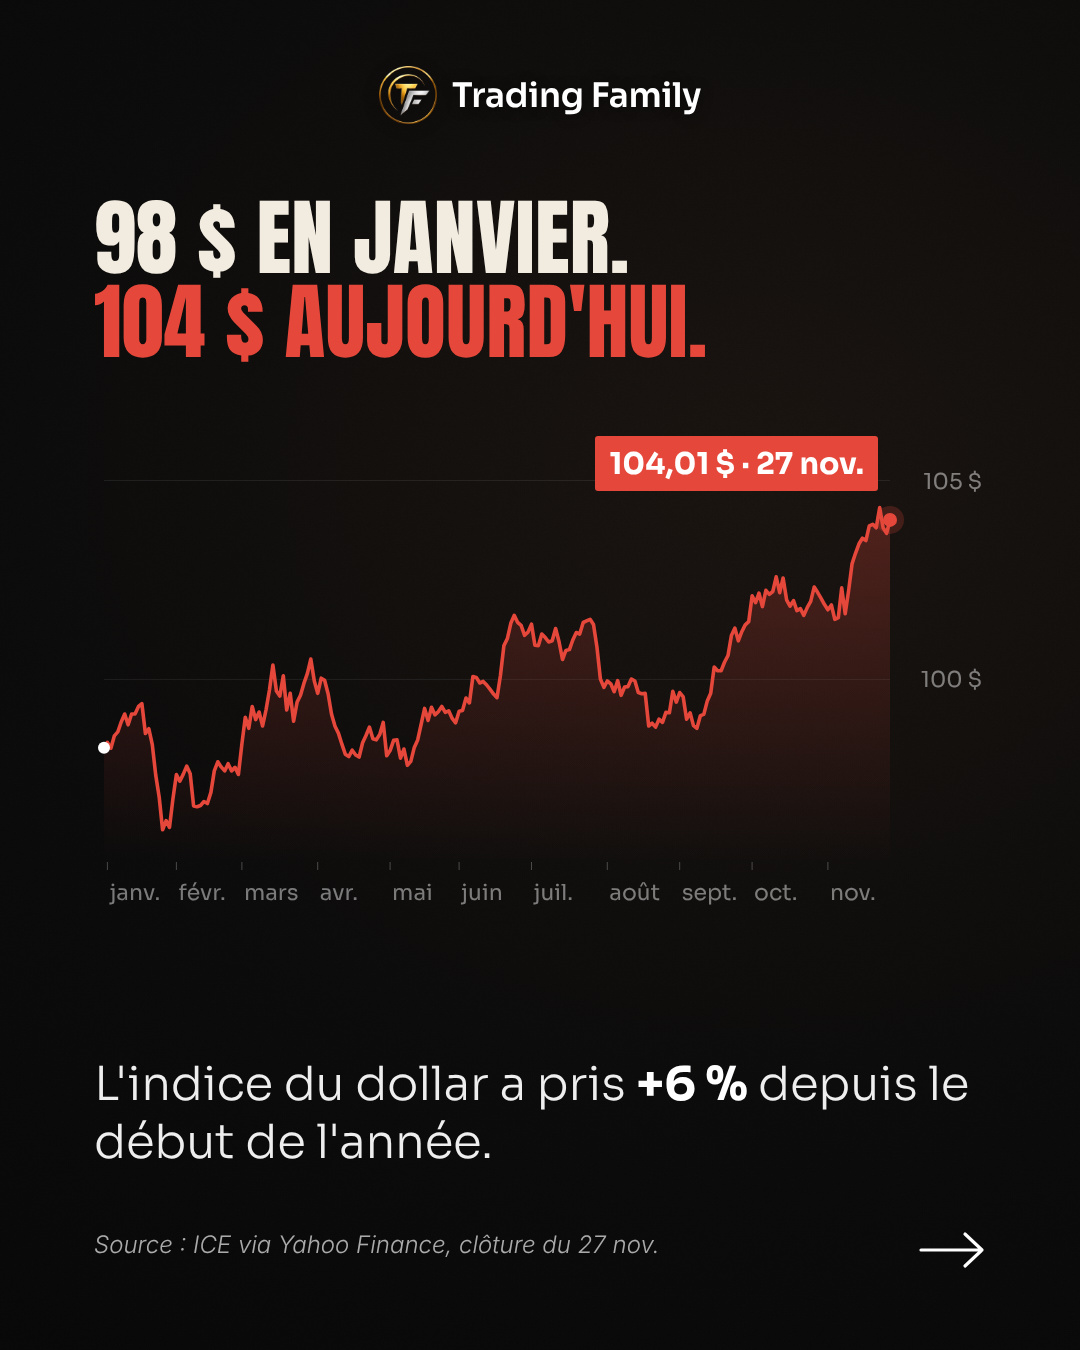 TF Trading Family
98 $ EN JANVIER.
104 $ AUJOURD'HUI.
104,01 $ · 27 nov.
105 $
100 $
janv. févr. mars avr. mai juin juil. août sept. oct. nov.
L'indice du dollar a pris +6 % depuis le
début de l'année.
Source : ICE via Yahoo Finance, clôture du 27 nov.